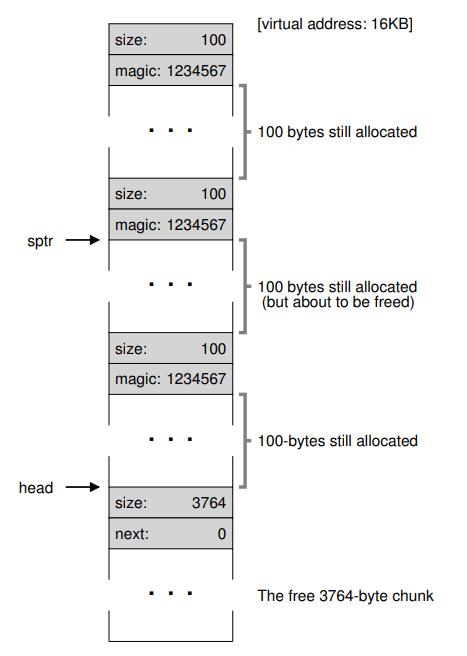 [virtual address: 16KB]
size: 100
magic: 1234567
. . .
100 bytes still allocated
size: 100
magic: 1234567
sptr
. . .
100 bytes still allocated
(but about to be freed)
size: 100
magic: 1234567
. . .
100-bytes still allocated
head
size: 3764
next: 0
. . .
The free 3764-byte chunk